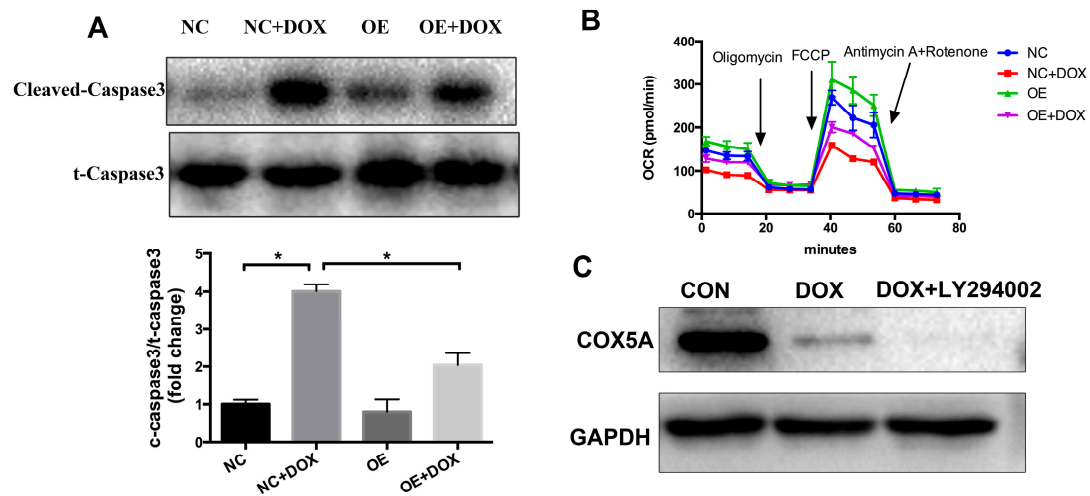 A
NC NC+DOX OE OE+DOX
Cleaved-Caspase3
t-Caspase3
c-caspase3/t-caspase3
(fold change)
5
4
3
2
1
0
* *
NC NC+DOX OE OE+DOX
B
OCR (pmol/min)
400
300
200
100
0
0 20 40 60 80
minutes
Oligomycin FCCP Antimycin A+Rotenone
NC
NC+DOX
OE
OE+DOX
C
CON DOX DOX+LY294002
COX5A
GAPDH